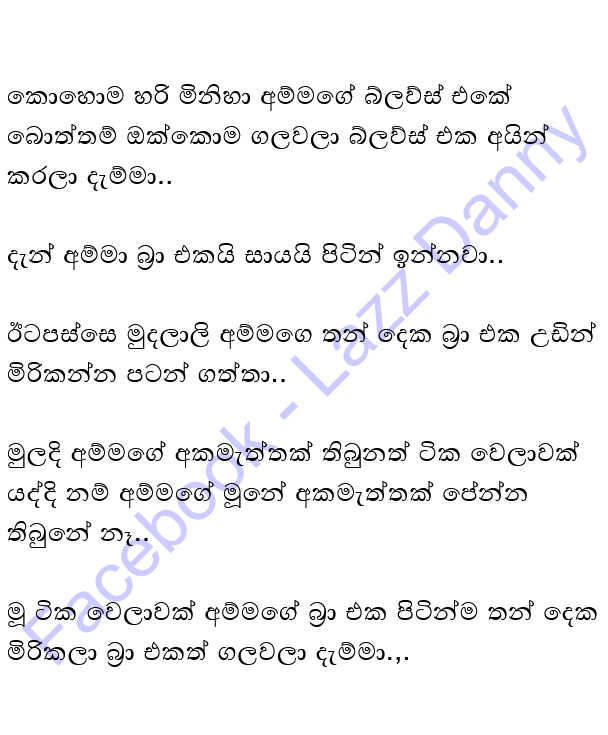 කොහොම හරි මිනිහා අම්මගේ බ්ලව්ස් එකේ
බොත්තම් ඔක්කොම ගලවලා බ්ලව්ස් එක අයින්
කරලා දැම්මා..
දැන් අම්මා බ්‍රා එකයි සායයි පිටින් ඉන්නවා..
ඊටපස්සෙ මුදලාලි අම්මගෙ තන් දෙක බ්‍රා එක උඩින්
මිරිකන්න පටන් ගත්තා..
මුලදි අම්මගේ අකමැත්තක් තිබුනත් ටික වෙලාවක්
යද්දි නම් අම්මගේ මූනේ අකමැත්තක් පේන්න
තිබුනේ නෑ..
මූ ටික වෙලාවක් අම්මගේ බ්‍රා එක පිටින්ම තන් දෙක
මිරිකලා බ්‍රා එකත් ගලවලා දැම්මා.,.
Facebook - Lazz Danny